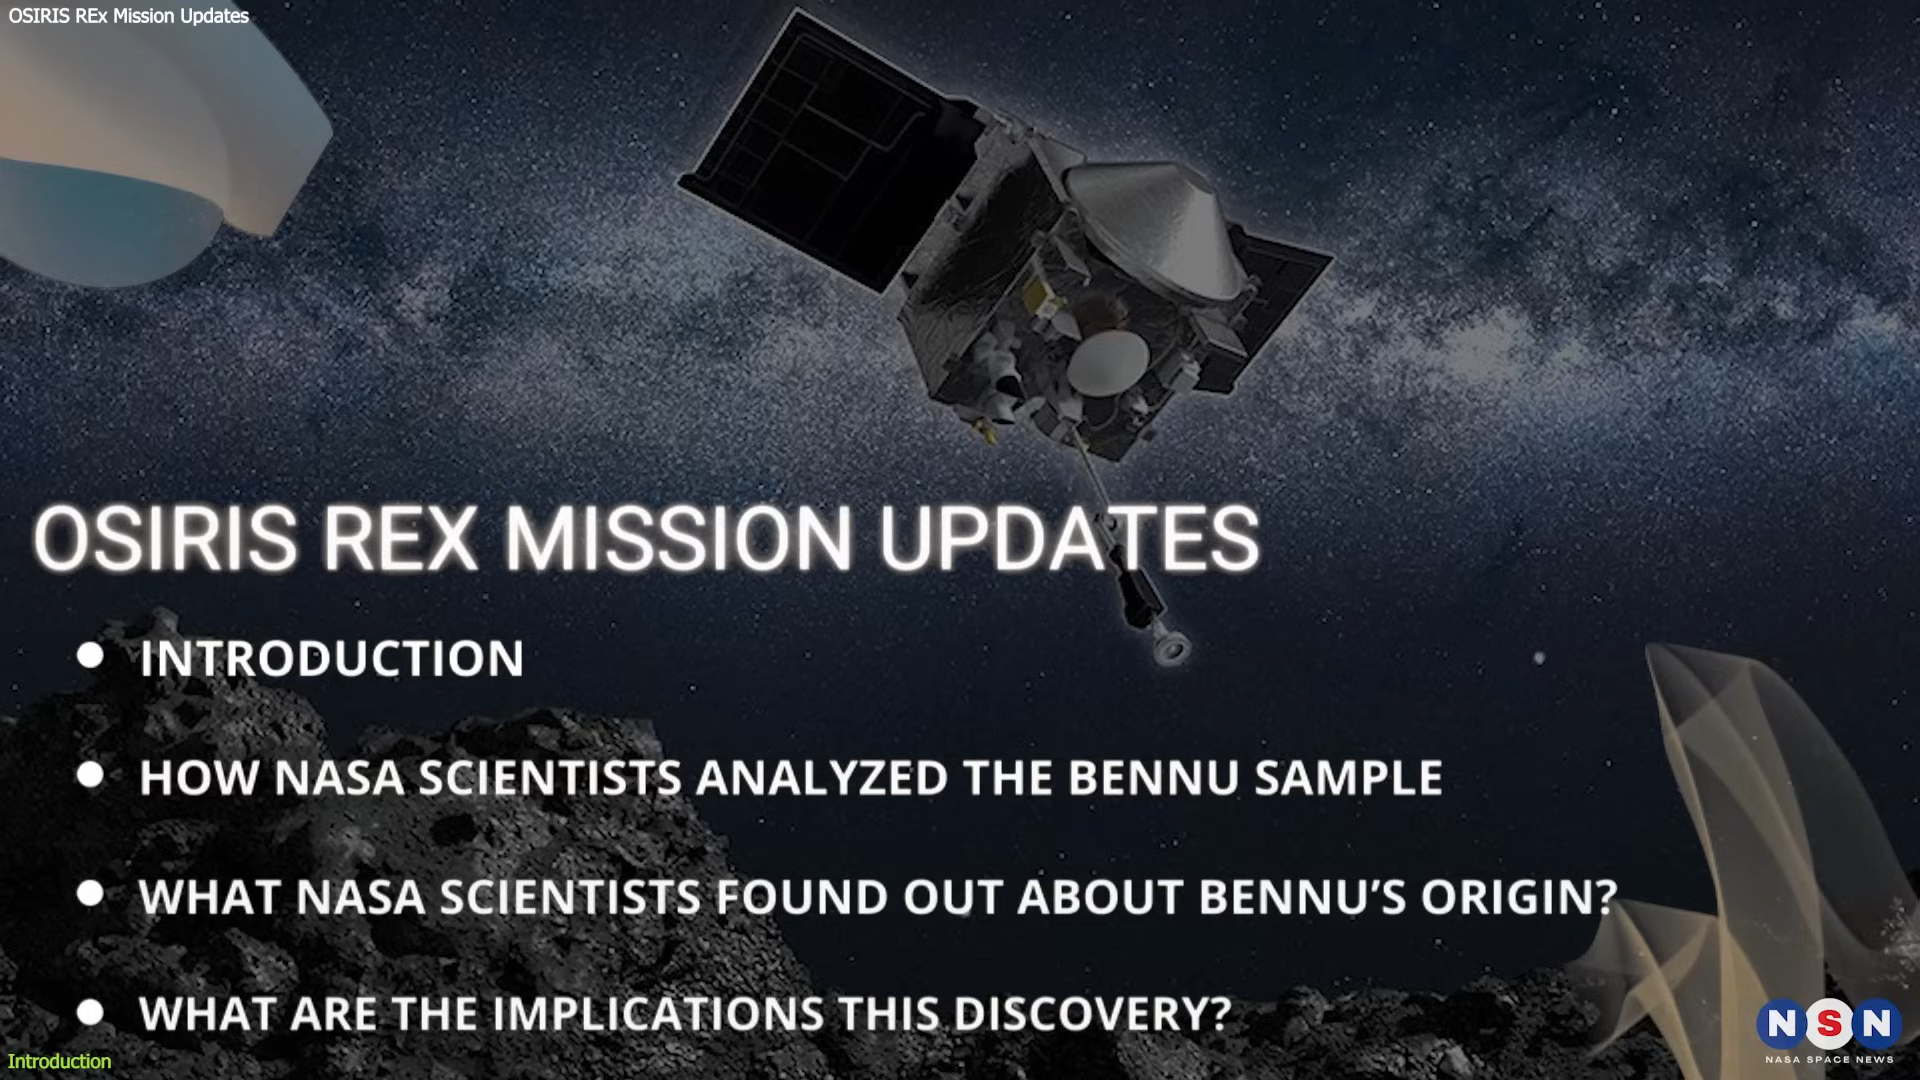 OSIRIS REx Mission Updates
OSIRIS REX MISSION UPDATES
INTRODUCTION
HOW NASA SCIENTISTS ANALYZED THE BENNU SAMPLE
WHAT NASA SCIENTISTS FOUND OUT ABOUT BENNU’S ORIGIN?
WHAT ARE THE IMPLICATIONS THIS DISCOVERY?
Introduction
NSN
NASA SPACE NEWS